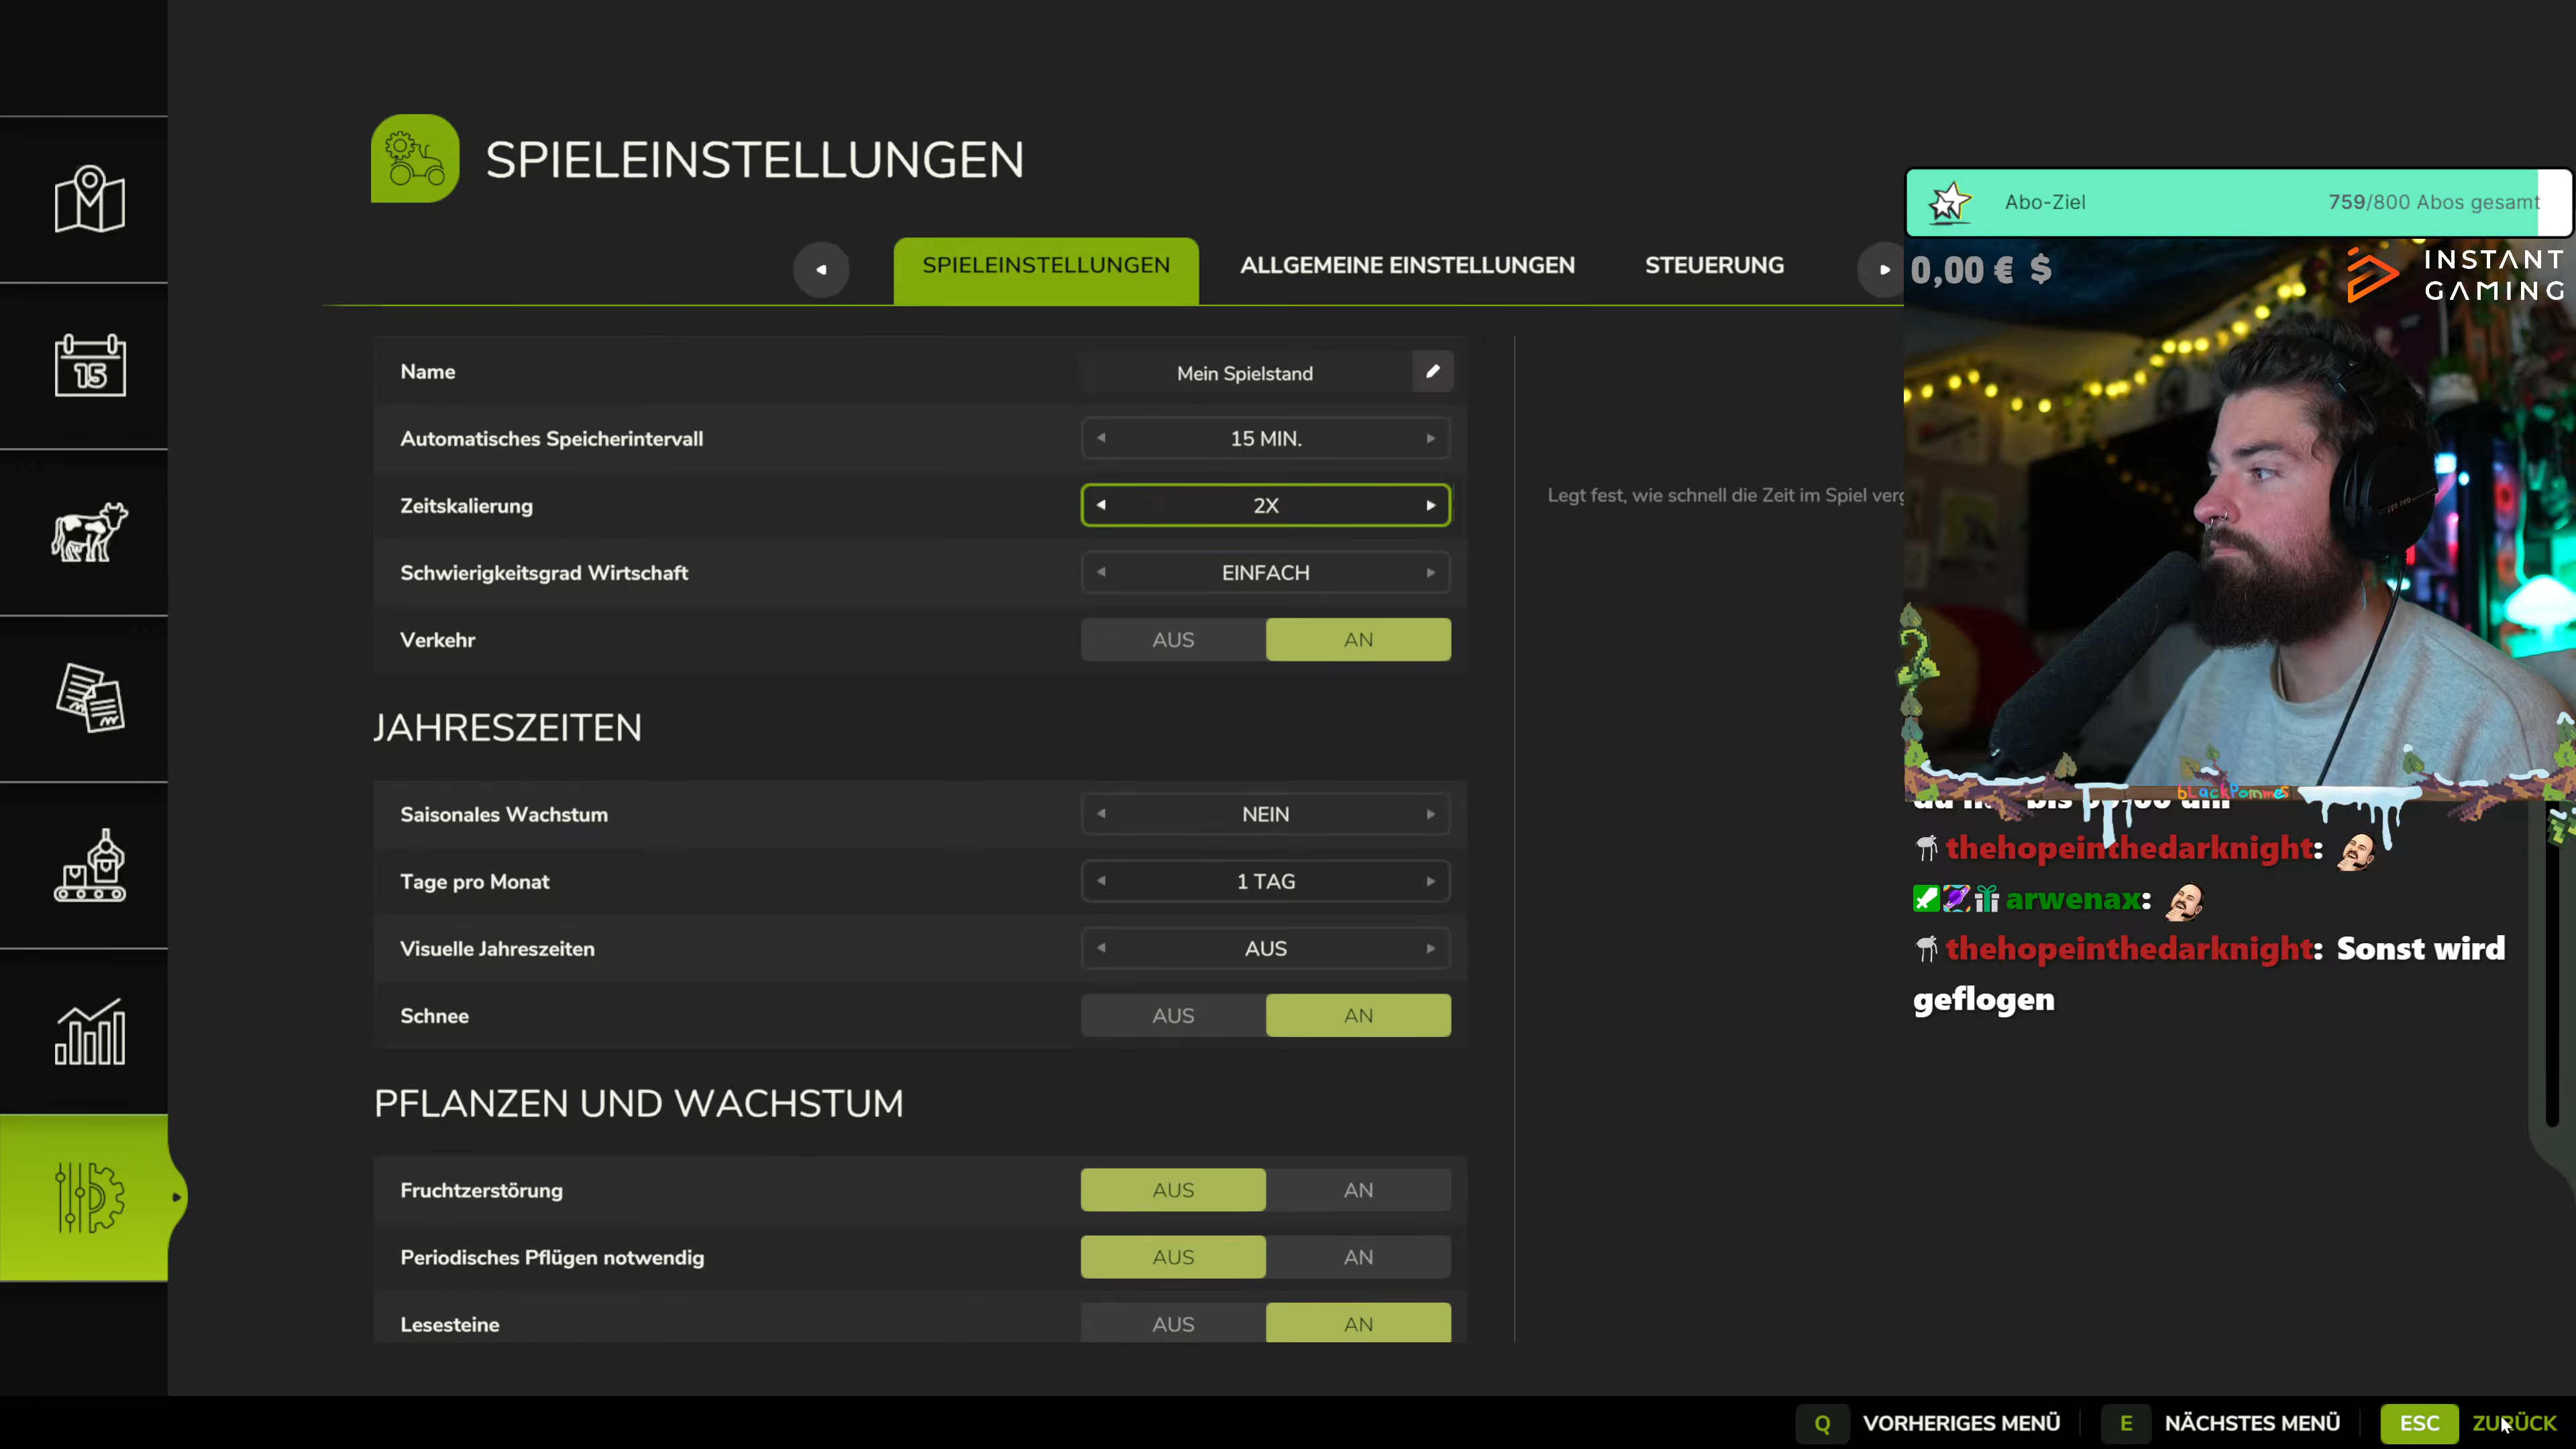 SPIELEINSTELLUNGEN
SPIELEINSTELLUNGEN
ALLGEMEINE EINSTELLUNGEN
STEUERUNG
Name
Mein Spielstand
Automatisches Speicherintervall
15 MIN.
Zeitskalierung
2X
Schwierigkeitsgrad Wirtschaft
EINFACH
Verkehr
AUS
AN
JAHRESZEITEN
Saisonales Wachstum
NEIN
Tage pro Monat
1 TAG
Visuelle Jahreszeiten
AUS
Schnee
AUS
AN
PFLANZEN UND WACHSTUM
Fruchtzerstörung
AUS
AN
Periodisches Pflügen notwendig
AUS
AN
Lesesteine
AUS
AN
15
Legt fest, wie schnell die Zeit im Spiel
Abo-Ziel
759/800 Abos gesamt
0,00 € $
INSTANT
GAMING
2
blackPommes
thehopeinthedarknight:
arwenax:
thehopeinthedarknight: Sonst wird
geflogen
Q VORHERIGES MENÜ
E NÄCHSTES MENÜ
ESC ZURÜCK